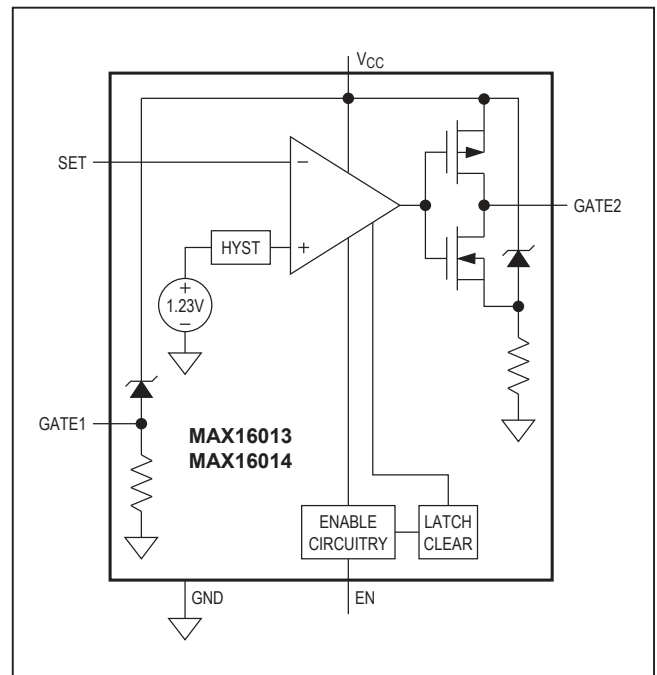 VCC
SET
−
GATE2
HYST
+
+
1.23V
−
GATE1
MAX16013
MAX16014
ENABLE
CIRCUITRY
LATCH
CLEAR
GND
EN